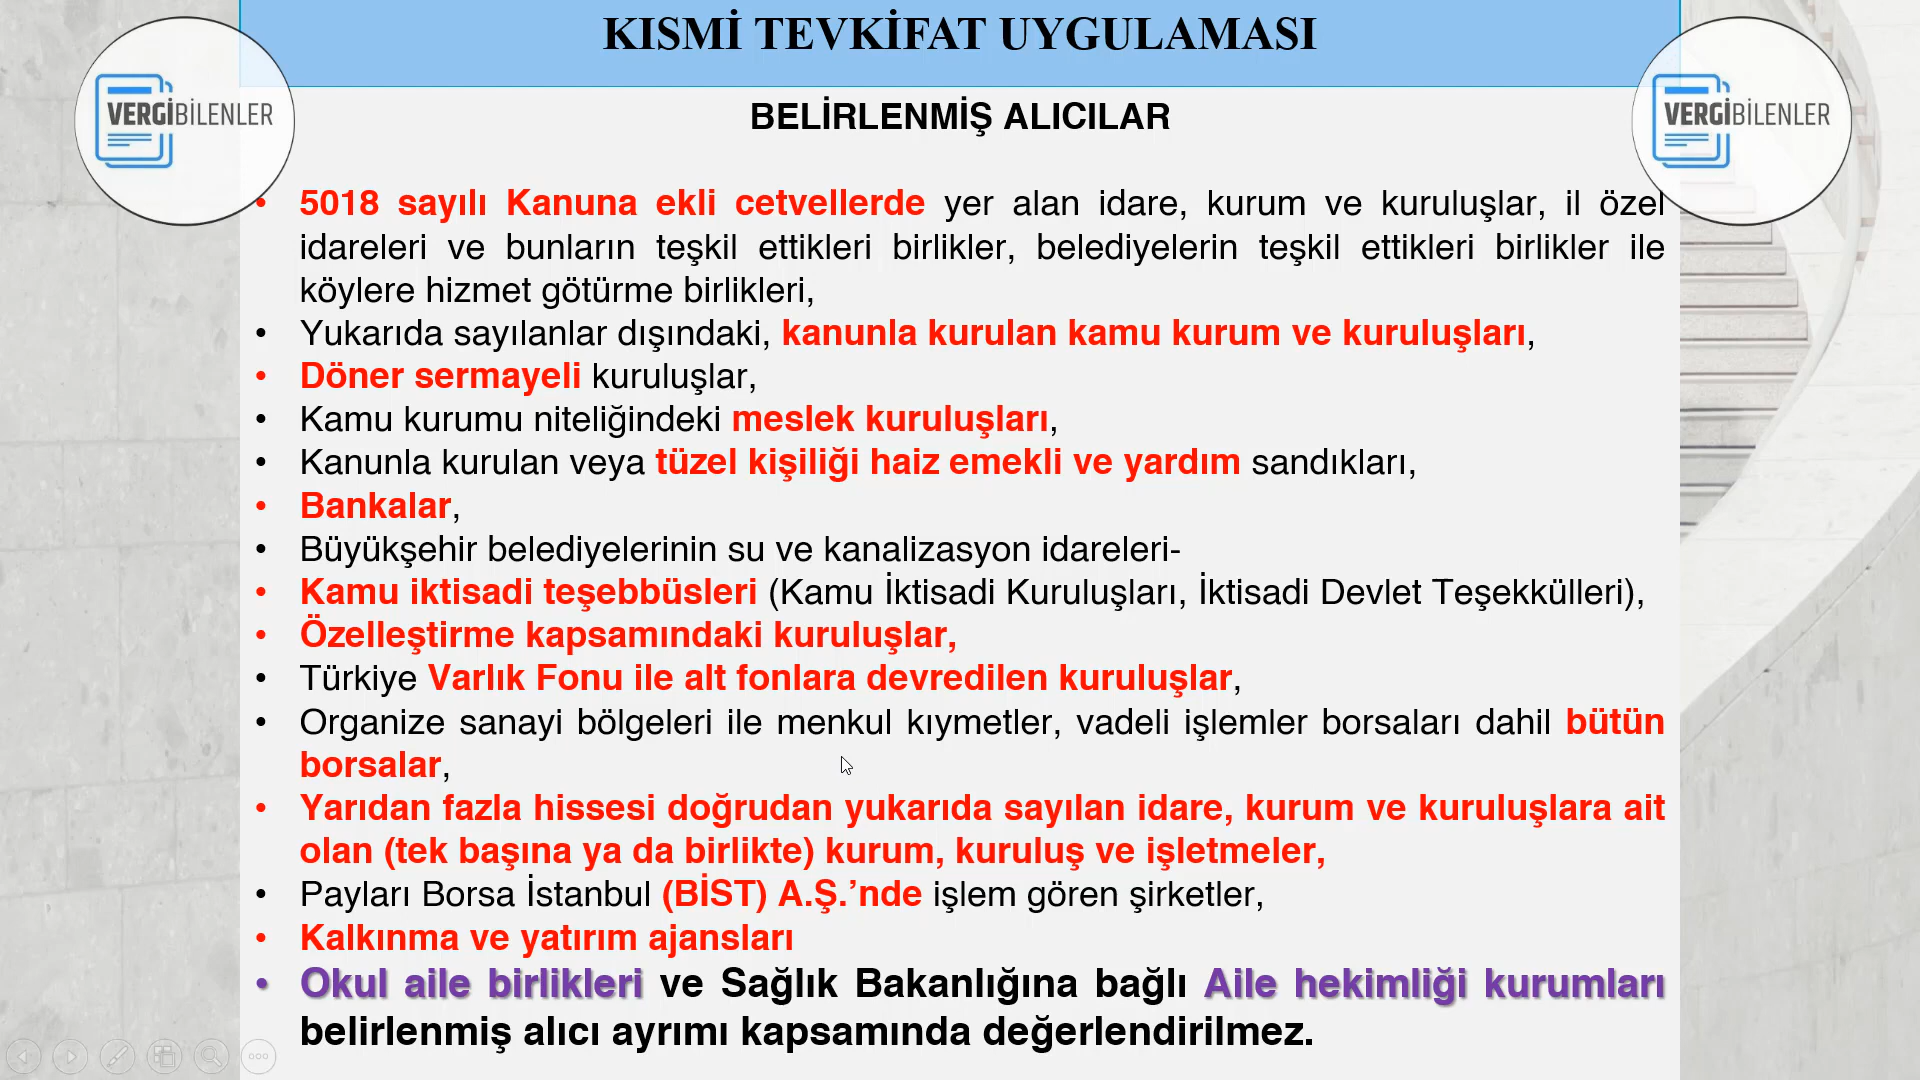 KISMİ TEVKİFAT UYGULAMASI
VERGİBİLENLER
VERGİBİLENLER
BELİRLENMİŞ ALICILAR
• 5018 sayılı Kanuna ekli cetvellerde yer alan idare, kurum ve kuruluşlar, il özel
idareleri ve bunların teşkil ettikleri birlikler, belediyelerin teşkil ettikleri birlikler ile
köylere hizmet götürme birlikleri,
• Yukarıda sayılanlar dışındaki, kanunla kurulan kamu kurum ve kuruluşları,
• Döner sermayeli kuruluşlar,
• Kamu kurumu niteliğindeki meslek kuruluşları,
• Kanunla kurulan veya tüzel kişiliği haiz emekli ve yardım sandıkları,
• Bankalar,
• Büyükşehir belediyelerinin su ve kanalizasyon idareleri-
• Kamu iktisadi teşebbüsleri (Kamu İktisadi Kuruluşları, İktisadi Devlet Teşekkülleri),
• Özelleştirme kapsamındaki kuruluşlar,
• Türkiye Varlık Fonu ile alt fonlara devredilen kuruluşlar,
• Organize sanayi bölgeleri ile menkul kıymetler, vadeli işlemler borsaları dahil bütün
borsalar,
• Yarıdan fazla hissesi doğrudan yukarıda sayılan idare, kurum ve kuruluşlara ait
olan (tek başına ya da birlikte) kurum, kuruluş ve işletmeler,
• Payları Borsa İstanbul (BİST) A.Ş.’nde işlem gören şirketler,
• Kalkınma ve yatırım ajansları
• Okul aile birlikleri ve Sağlık Bakanlığına bağlı Aile hekimliği kurumları
belirlenmiş alıcı ayrımı kapsamında değerlendirilmez.